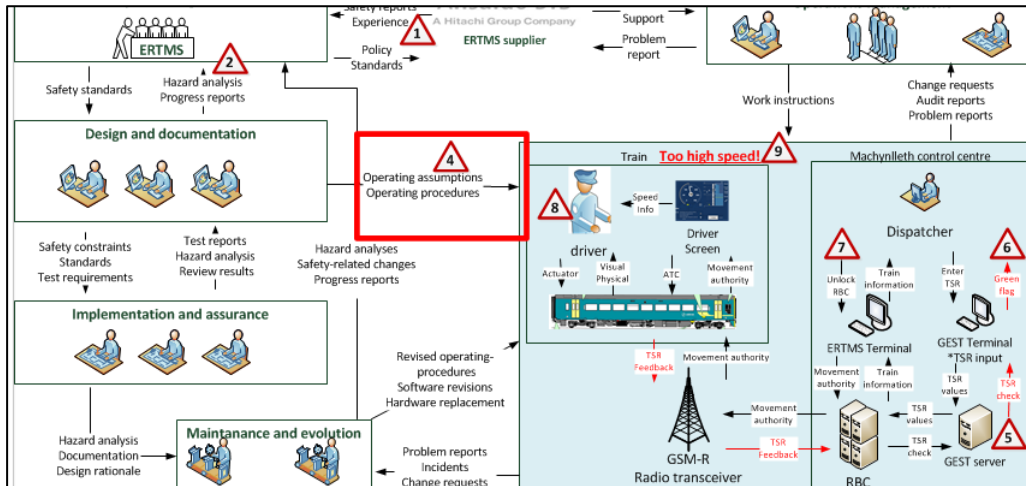 Safety reports
Experience
1
A Hitachi Group Company
ERTMS supplier
Support
ERTMS
Policy
Standards
Problem
report
2
Safety standards
Hazard analysis
Progress reports
Work instructions
Change requests
Audit reports
Problem reports
Design and documentation
4
Operating assumptions
Operating procedures
Train Too high speed!
9
Machynlleth control centre
8
Speed
Info
driver
Driver
Screen
Dispatcher
7
6
Safety constraints
Standards
Test requirements
Test reports
Hazard analysis
Review results
Hazard analyses
Safety-related changes
Progress reports
Actuator
Visual
Physical
ATC
Movement
authority
Unlock
RBC
Train
information
Enter
TSR
Green
flag
Implementation and assurance
ERTMS Terminal
GEST Terminal
*TSR input
Revised operating-
procedures
Software revisions
Hardware replacement
TSR
Feedback
Movement authority
Movement
authority
Train
information
TSR
values
TSR
check
Hazard analysis
Documentation
Design rationale
Maintanance and evolution
Problem reports
Incidents
Change requests
GSM-R
Radio transceiver
Movement
authority
TSR
Feedback
TSR
values
TSR
check
5
RBC
GEST server